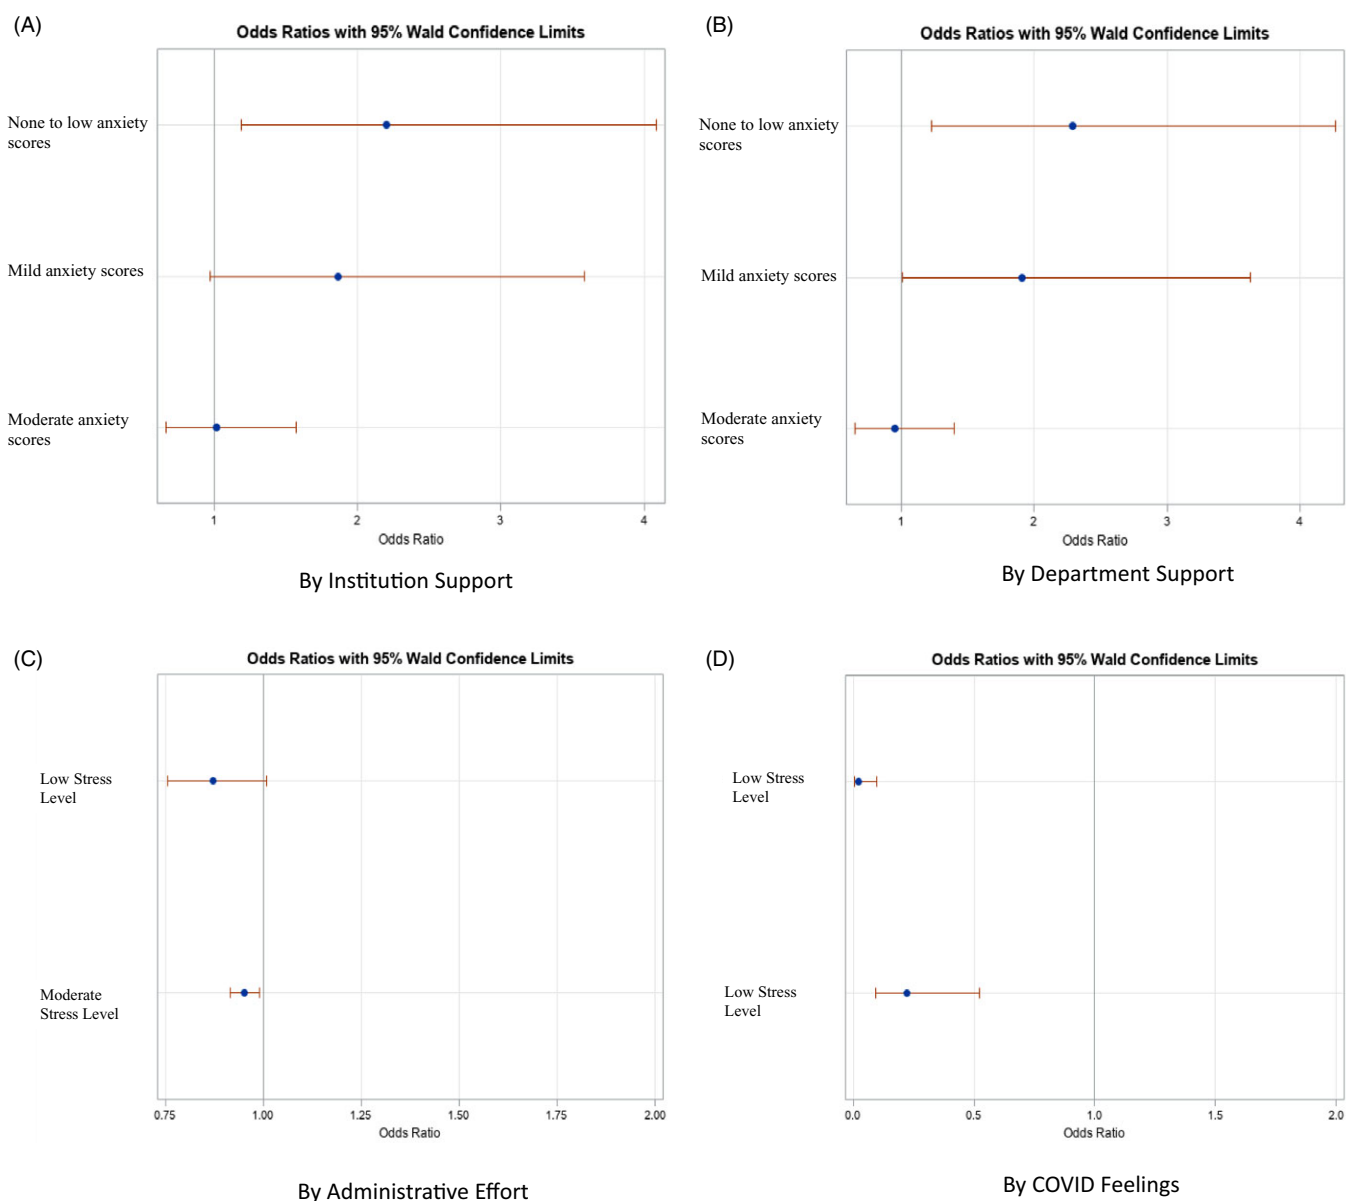 (A)
Odds Ratios with 95% Wald Confidence Limits
None to low anxiety
scores
Mild anxiety scores
Moderate anxiety
scores
1 2 3 4
Odds Ratio
By Institution Support
(B)
Odds Ratios with 95% Wald Confidence Limits
None to low anxiety
scores
Mild anxiety scores
Moderate anxiety
scores
1 2 3 4
Odds Ratio
By Department Support
(C)
Odds Ratios with 95% Wald Confidence Limits
Low Stress
Level
Moderate
Stress Level
0.75 1.00 1.25 1.50 1.75 2.00
Odds Ratio
By Administrative Effort
(D)
Odds Ratios with 95% Wald Confidence Limits
Low Stress
Level
Low Stress
Level
0.0 0.5 1.0 1.5 2.0
Odds Ratio
By COVID Feelings